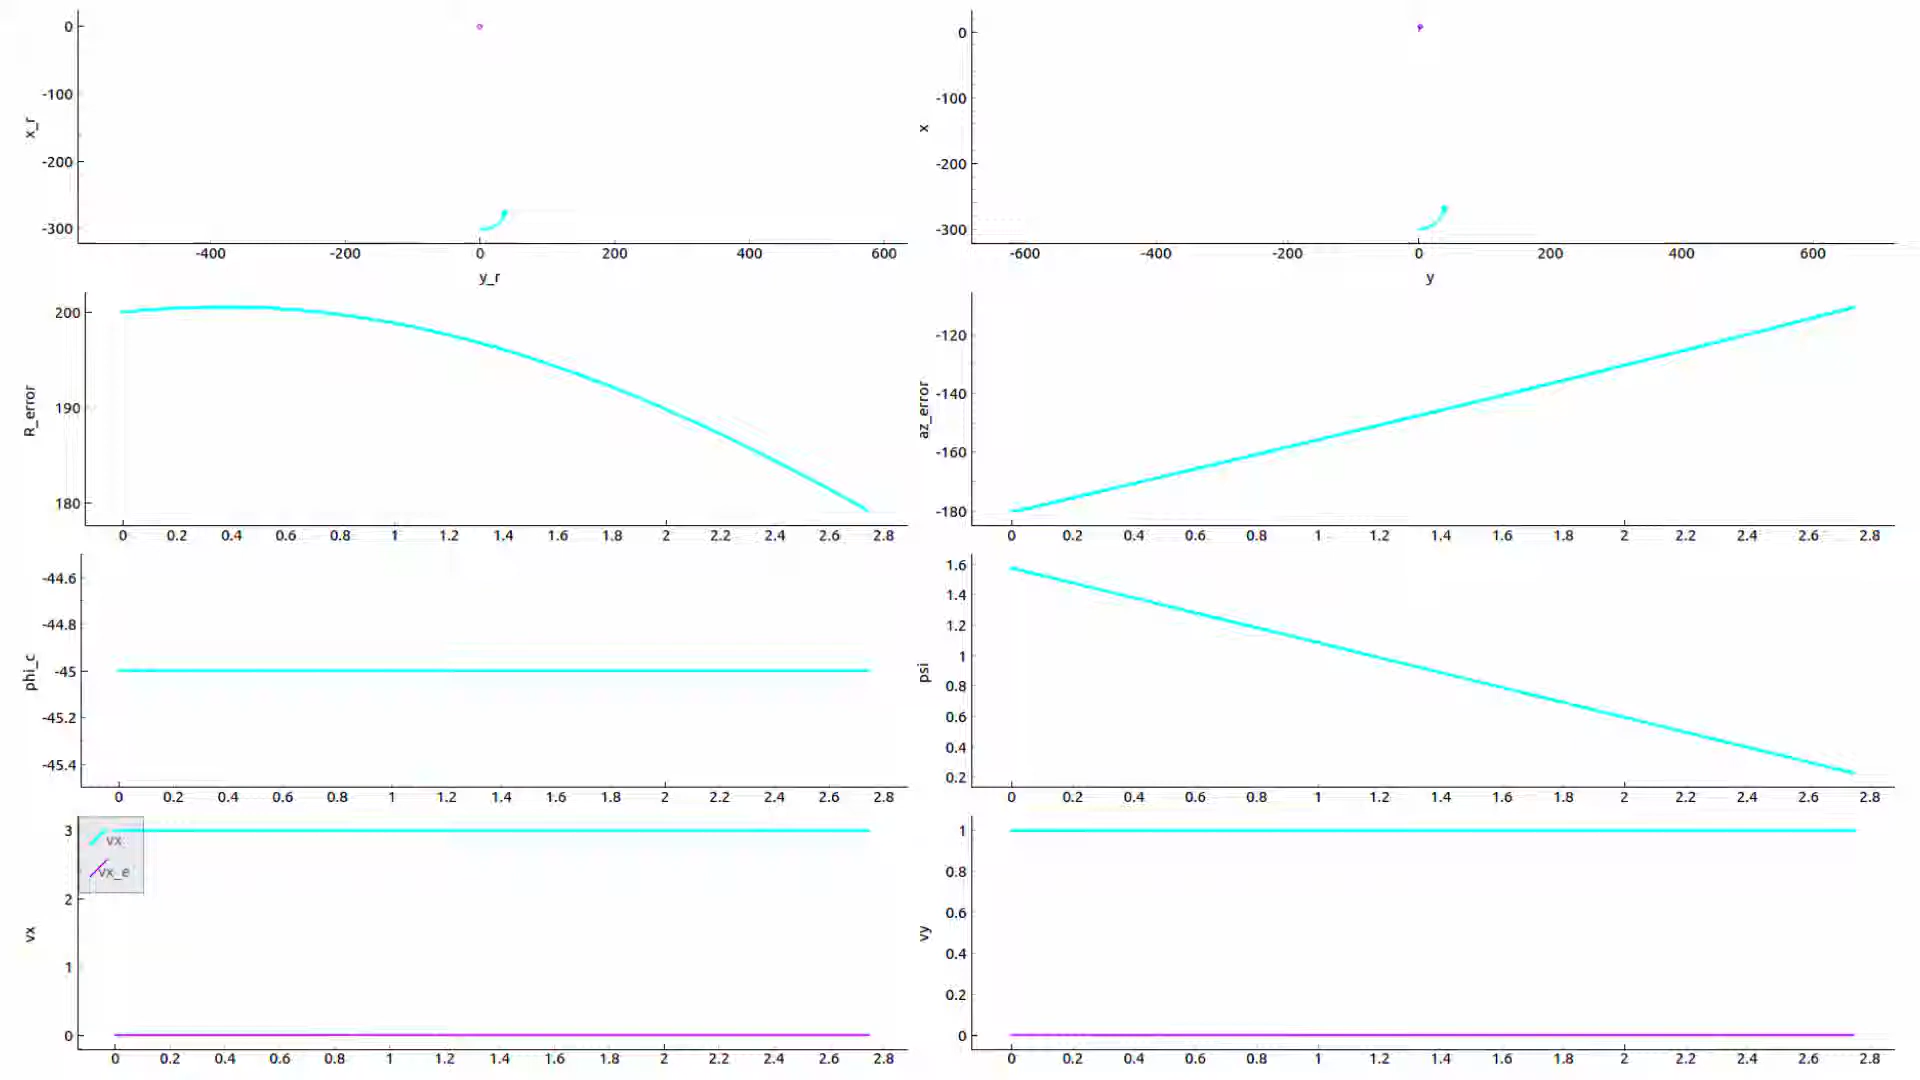 0
-100
-200
-300
x_r
-400 -200 0 200 400 600
y_r
0
-100
-200
-300
x
-600 -400 -200 0 200 400 600
y
200
190
180
R_error
0 0.2 0.4 0.6 0.8 1 1.2 1.4 1.6 1.8 2 2.2 2.4 2.6 2.8
-120
-140
-160
-180
az_error
0 0.2 0.4 0.6 0.8 1 1.2 1.4 1.6 1.8 2 2.2 2.4 2.6 2.8
-44.6
-44.8
-45
-45.2
-45.4
phi_c
0 0.2 0.4 0.6 0.8 1 1.2 1.4 1.6 1.8 2 2.2 2.4 2.6 2.8
1.6
1.4
1.2
1
0.8
0.6
0.4
0.2
psi
0 0.2 0.4 0.6 0.8 1 1.2 1.4 1.6 1.8 2 2.2 2.4 2.6 2.8
3
2
1
0
vx
vx
vx_e
0 0.2 0.4 0.6 0.8 1 1.2 1.4 1.6 1.8 2 2.2 2.4 2.6 2.8
1
0.8
0.6
0.4
0.2
0
vy
0 0.2 0.4 0.6 0.8 1 1.2 1.4 1.6 1.8 2 2.2 2.4 2.6 2.8